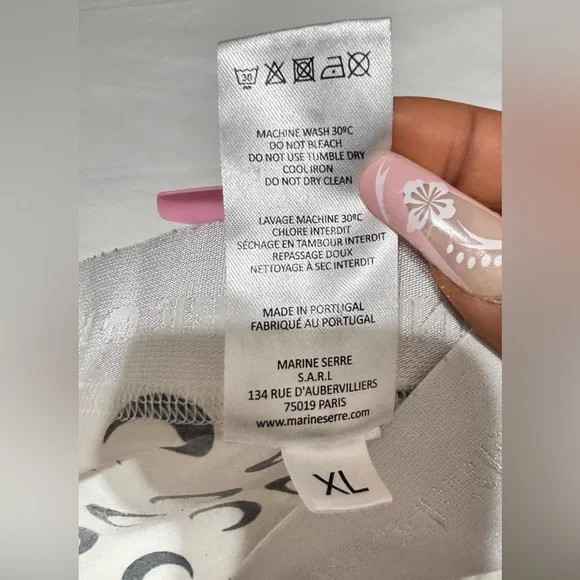 30
MACHINE WASH 30ºC
DO NOT BLEACH
DO NOT USE TUMBLE DRY
COOL IRON
DO NOT DRY CLEAN
LAVAGE MACHINE 30ºC
CHLORE INTERDIT
SÉCHAGE EN TAMBOUR INTERDIT
REPASSAGE DOUX
NETTOYAGE À SEC INTERDIT
MADE IN PORTUGAL
FABRIQUÉ AU PORTUGAL
MARINE SERRE
S.A.R.L
134 RUE D'AUBERVILLIERS
75019 PARIS
www.marineserre.com
XL